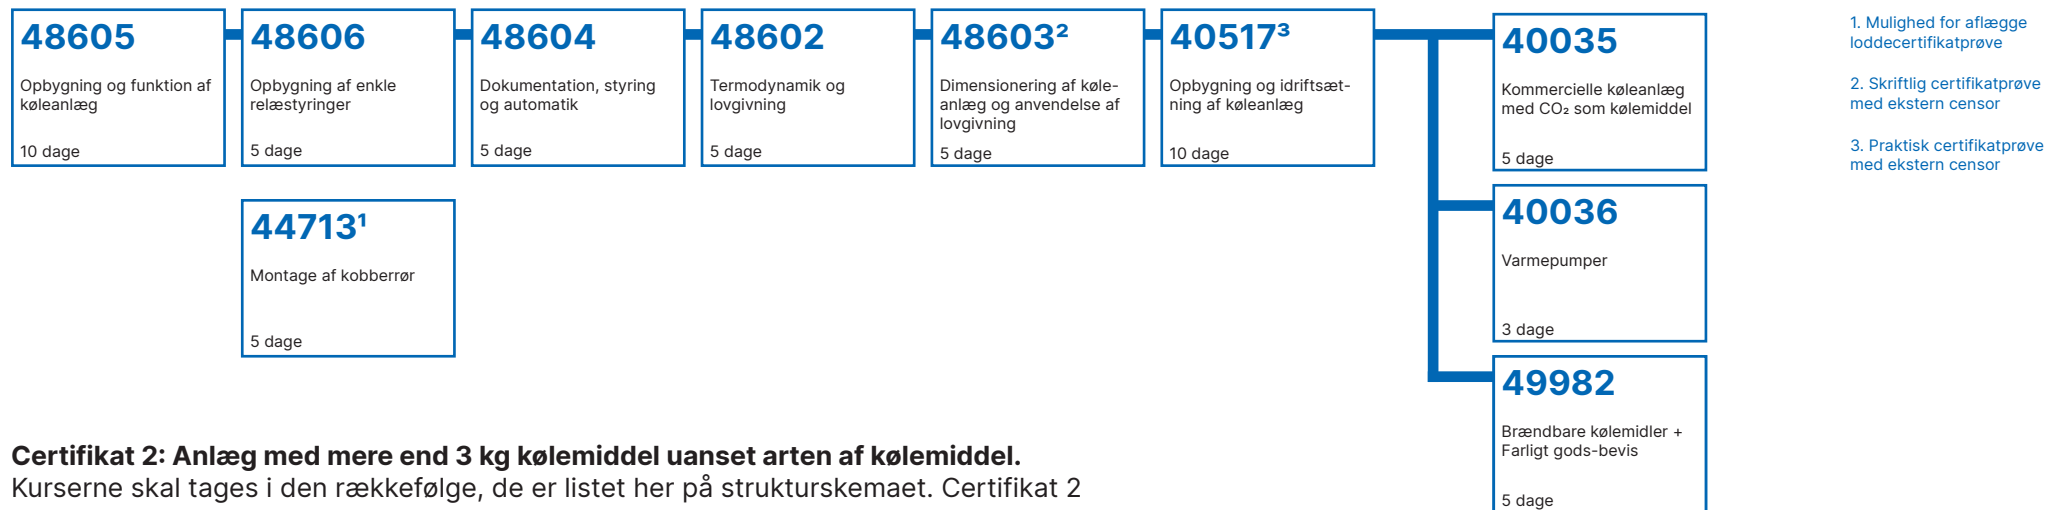 48605
Opbygning og funktion af
køleanlæg
10 dage
48606
Opbygning af enkle
relæstyringer
5 dage
48604
Dokumentation, styring
og automatik
5 dage
48602
Termodynamik og
lovgivning
5 dage
48603²
Dimensionering af køle-
anlæg og anvendelse af
lovgivning
5 dage
40517³
Opbygning og idriftsæt-
ning af køleanlæg
10 dage
40035
Kommercielle køleanlæg
med CO₂ som kølemiddel
5 dage
1. Mulighed for aflægge
loddecertifikatprøve
2. Skriftlig certifikatprøve
med ekstern censor
3. Praktisk certifikatprøve
med ekstern censor
44713¹
Montage af kobberrør
5 dage
40036
Varmepumper
3 dage
49982
Brændbare kølemidler +
Farligt gods-bevis
5 dage
Certifikat 2: Anlæg med mere end 3 kg kølemiddel uanset arten af kølemiddel.
Kurserne skal tages i den rækkefølge, de er listet her på strukturskemaet. Certifikat 2